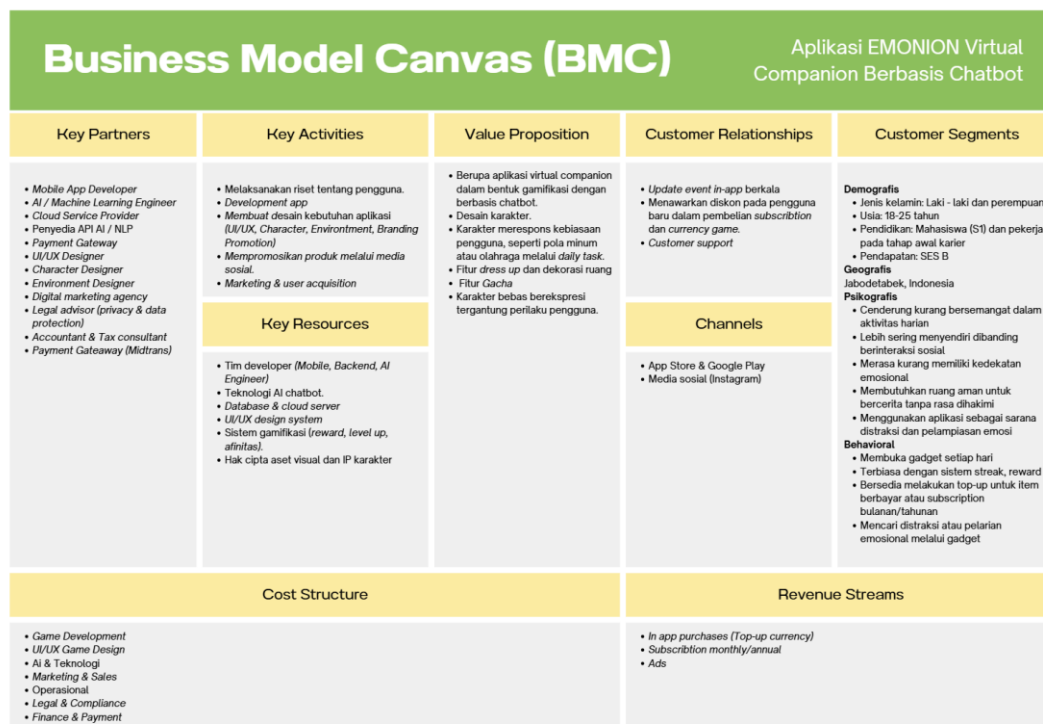 Business Model Canvas (BMC)
Aplikasi EMONION Virtual
Companion Berbasis Chatbot
Key Partners
• Mobile App Developer
• AI / Machine Learning Engineer
• Cloud Service Provider
• Penyedia API AI / NLP
• Payment Gateway
• UI/UX Designer
• Character Designer
• Environment Designer
• Digital marketing agency
• Legal advisor (privacy & data
protection)
• Accountant & Tax consultant
• Payment Gateaway (Midtrans)
Key Activities
• Melaksanakan riset tentang pengguna.
• Development app
• Membuat desain kebutuhan aplikasi
(UI/UX, Character, Environtment, Branding
Promotion)
• Mempromosikan produk melalui media
sosial.
• Marketing & user acquisition
Key Resources
• Tim developer (Mobile, Backend, AI
Engineer)
• Teknologi AI chatbot.
• Database & cloud server
• UI/UX design system
• Sistem gamifikasi (reward, level up,
afinitas).
• Hak cipta aset visual dan IP karakter
Value Proposition
• Berupa aplikasi virtual companion
dalam bentuk gamifikasi dengan
berbasis chatbot.
• Desain karakter.
• Karakter merespons kebiasaan
pengguna, seperti pola minum
atau olahraga melalui daily task.
• Fitur dress up dan dekorasi ruang
• Fitur Gacha
• Karakter bebas berekspresi
tergantung perilaku pengguna.
Customer Relationships
• Update event in-app berkala
• Menawarkan diskon pada pengguna
baru dalam pembelian subscribtion
dan currency game.
• Customer support
Channels
• App Store & Google Play
• Media sosial (Instagram)
Customer Segments
Demografis
• Jenis kelamin: Laki - laki dan perempuan
• Usia: 18-25 tahun
• Pendidikan: Mahasiswa (S1) dan pekerja
pada tahap awal karier
• Pendapatan: SES B
Geografis
Jabodetabek, Indonesia
Psikografis
• Cenderung kurang bersemangat dalam
aktivitas harian
• Lebih sering menyendiri dibanding
berinteraksi sosial
• Merasa kurang memiliki kedekatan
emosional
• Membutuhkan ruang aman untuk
bercerita tanpa rasa dihakimi
• Menggunakan aplikasi sebagai sarana
distraksi dan pelampiasan emosi
Behavioral
• Membuka gadget setiap hari
• Terbiasa dengan sistem streak, reward
• Bersedia melakukan top-up untuk item
berbayar atau subscription
bulanan/tahunan
• Mencari distraksi atau pelarian
emosional melalui gadget
Cost Structure
• Game Development
• UI/UX Game Design
• Ai & Teknologi
• Marketing & Sales
• Operasional
• Legal & Compliance
• Finance & Payment
Revenue Streams
• In app purchases (Top-up currency)
• Subscribtion monthly/annual
• Ads